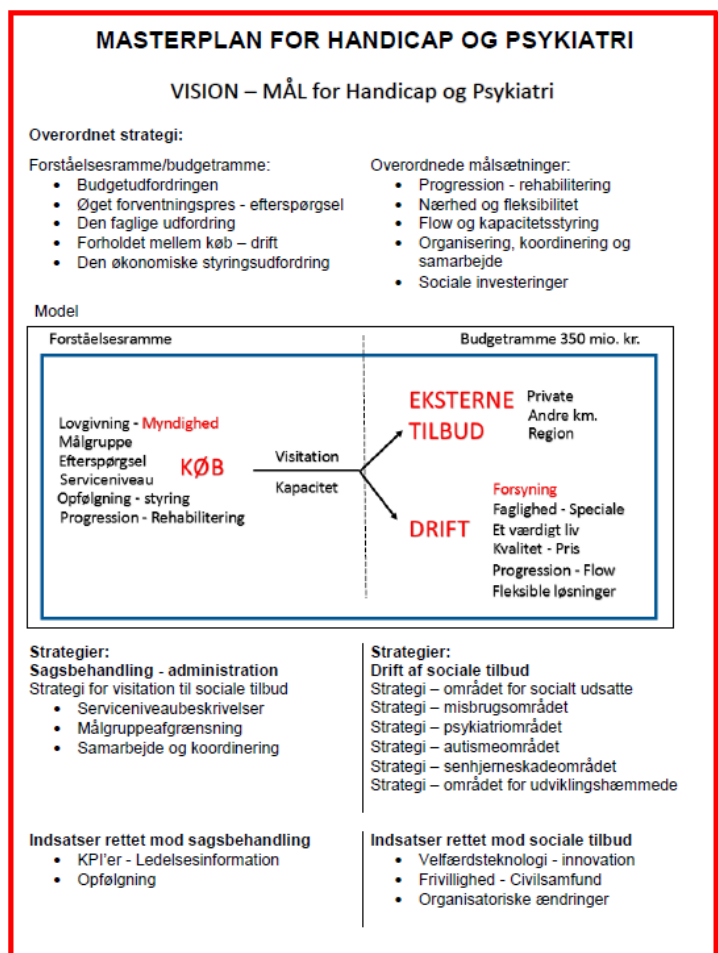 MASTERPLAN FOR HANDICAP OG PSYKIATRI
VISION – MÅL for Handicap og Psykiatri
Overordnet strategi:
Forståelsesramme/budgetramme:
• Budgetudfordringen
• Øget forventningspres - efterspørgsel
• Den faglige udfordring
• Forholdet mellem køb – drift
• Den økonomiske styringsudfordring
Overordnede målsætninger:
• Progression - rehabilitering
• Nærhed og fleksibilitet
• Flow og kapacitetsstyring
• Organisering, koordinering og
samarbejde
• Sociale investeringer
Model
Forståelsesramme
Budgetramme 350 mio. kr.
Lovgivning - Myndighed
Målgruppe
Efterspørgsel
Serviceniveau
Opfølgning - styring
Progression - Rehabilitering
KØB
Visitation
Kapacitet
EKSTERNE
TILBUD
Private
Andre km.
Region
DRIFT
Forsyning
Faglighed - Speciale
Et værdigt liv
Kvalitet - Pris
Progression - Flow
Fleksible løsninger
Strategier:
Sagsbehandling - administration
Strategi for visitation til sociale tilbud
• Serviceniveaubeskrivelser
• Målgruppeafgrænsning
• Samarbejde og koordinering
Strategier:
Drift af sociale tilbud
Strategi – området for socialt udsatte
Strategi – misbrugsområdet
Strategi – psykiatriområdet
Strategi – autismeområdet
Strategi – senhjerneskadeområdet
Strategi – området for udviklingshæmmede
Indsatser rettet mod sagsbehandling
• KPI'er - Ledelsesinformation
• Opfølgning
Indsatser rettet mod sociale tilbud
• Velfærdsteknologi - innovation
• Frivillighed - Civilsamfund
• Organisatoriske ændringer